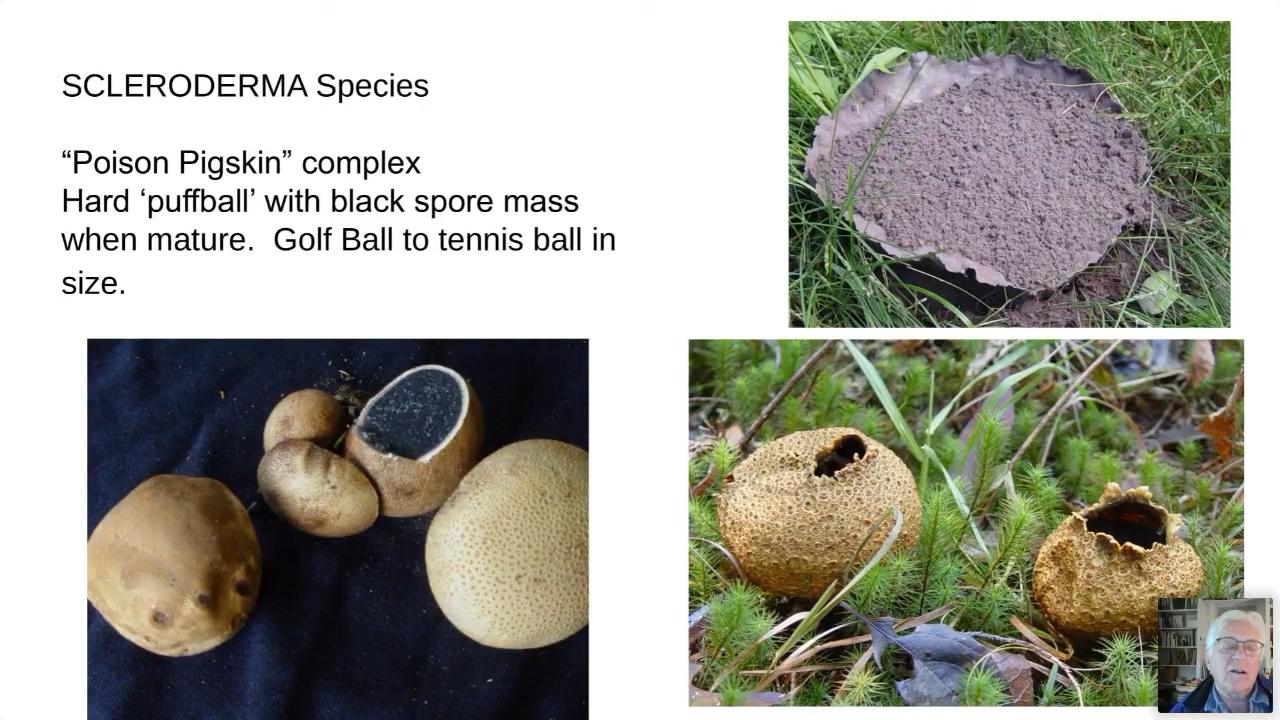 SCLERODERMA Species
“Poison Pigskin” complex
Hard ‘puffball’ with black spore mass
when mature.  Golf Ball to tennis ball in
size.